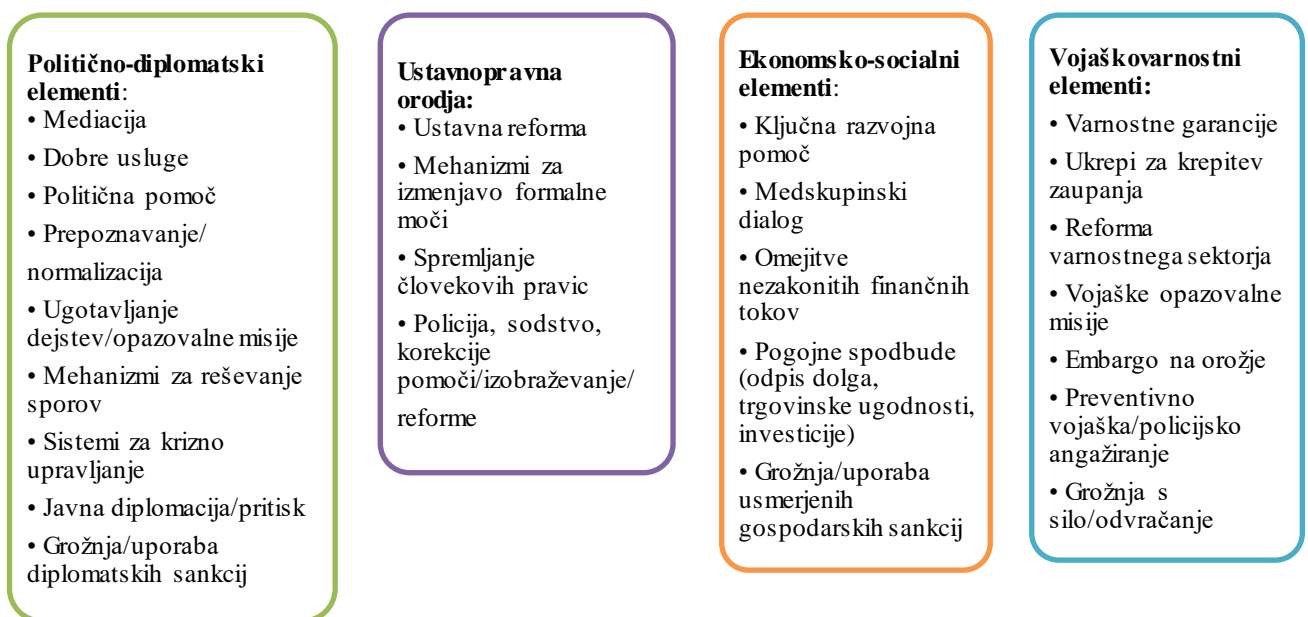 Politično-diplomatski
elementi:
• Mediacija
• Dobre usluge
• Politična pomoč
• Prepoznavanje/
normalizacija
• Ugotavljanje
dejstev/opazovalne misije
• Mehanizmi za reševanje
sporov
• Sistemi za krizno
upravljanje
• Javna diplomacija/pritisk
• Grožnja/uporaba
diplomatskih sankcij
Ustavnopravna
orodja:
• Ustavna reforma
• Mehanizmi za
izmenjavo formalne
moči
• Spremljanje
človekovih pravic
• Policija, sodstvo,
korekcije
pomoči/izobraževanje/
reforme
Ekonomsko-socialni
elementi:
• Ključna razvojna
pomoč
• Medskupinski
dialog
• Omejitve
nezakonitih finančnih
tokov
• Pogojne spodbude
(odpis dolga,
trgovinske ugodnosti,
investicije)
• Grožnja/uporaba
usmerjenih
gospodarskih sankcij
Vojaškovarnostni
elementi:
• Varnostne garancije
• Ukrepi za krepitev
zaupanja
• Reforma
varnostnega sektorja
• Vojaške opazovalne
misije
• Embargo na orožje
• Preventivno
vojaška/policijsko
angažiranje
• Grožnja s
silo/odvračanje